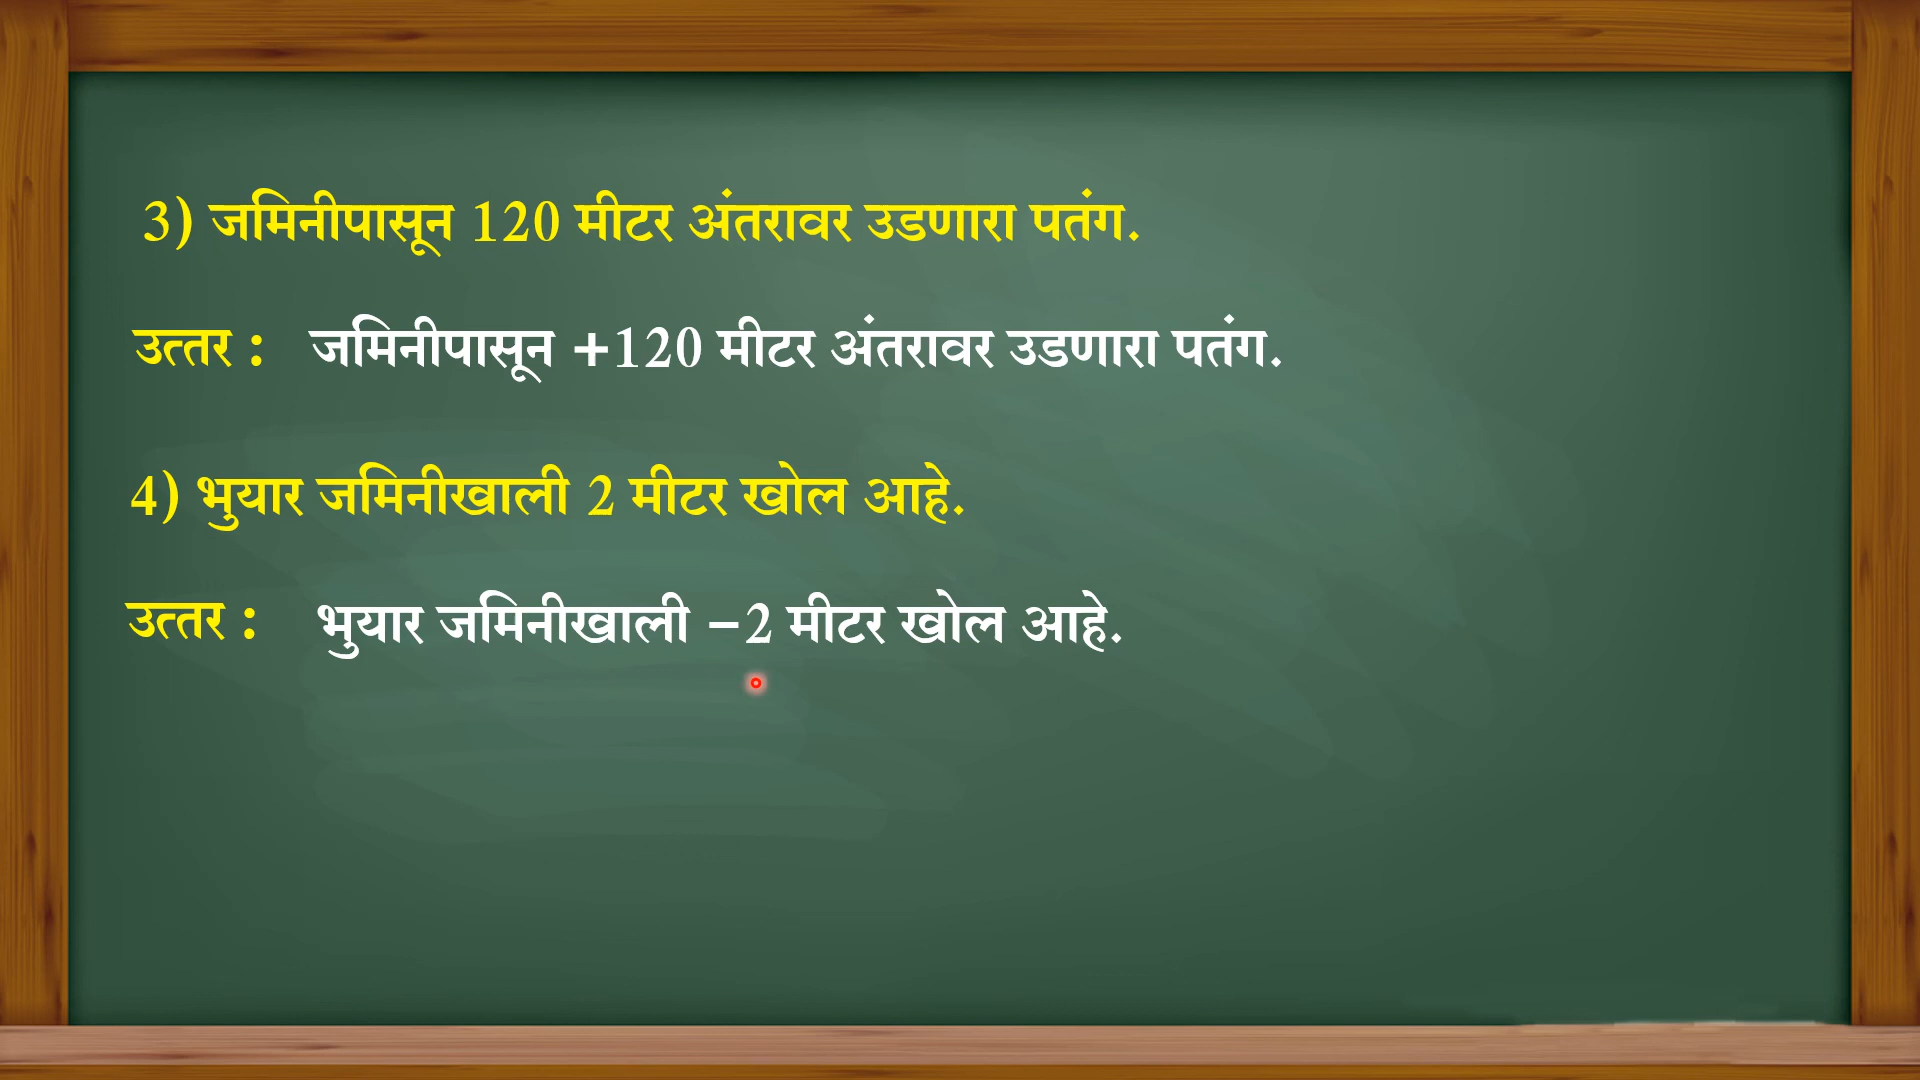 3) जमिनीपासून 120 मीटर अंतरावर उडणारा पतंग.
उत्तर : जमिनीपासून +120 मीटर अंतरावर उडणारा पतंग.
4) भुयार जमिनीखाली 2 मीटर खोल आहे.
उत्तर : भुयार जमिनीखाली −2 मीटर खोल आहे.